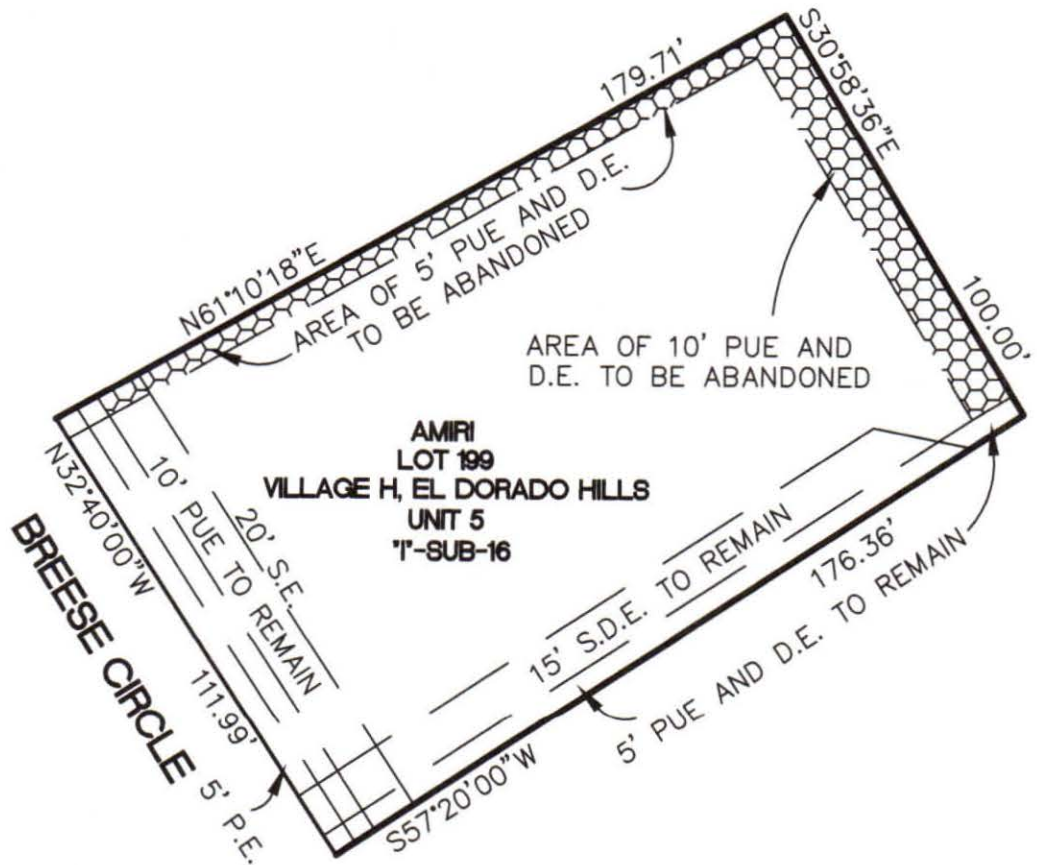 S30°58'36"E
100.00'
179.71'
N61°10'18"E
AREA OF 5' PUE AND D.E.
TO BE ABANDONED
AREA OF 10' PUE AND
D.E. TO BE ABANDONED
AMIRI
LOT 199
VILLAGE H, EL DORADO HILLS
UNIT 5
"I"-SUB-16
N32°40'00"W
111.99'
10' PUE TO REMAIN
20' S.E.
BREESE CIRCLE
5' P.E.
15' S.D.E. TO REMAIN
176.36'
S57°20'00"W
5' PUE AND D.E. TO REMAIN